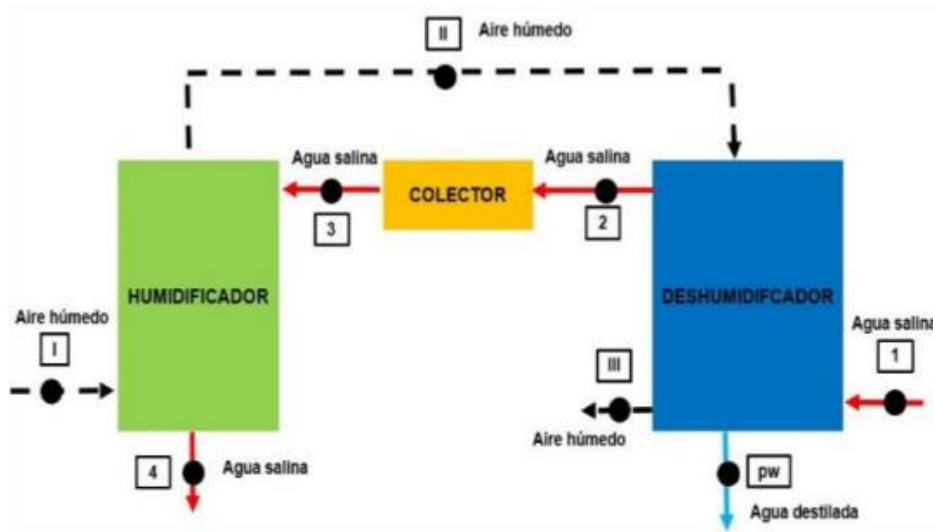 II
Aire húmedo
Agua salina
Agua salina
COLECTOR
3
2
HUMIDIFICADOR
DESHUMIDIFCADOR
Aire húmedo
I
Agua salina
1
III
Aire húmedo
4
Agua salina
pw
Agua destilada